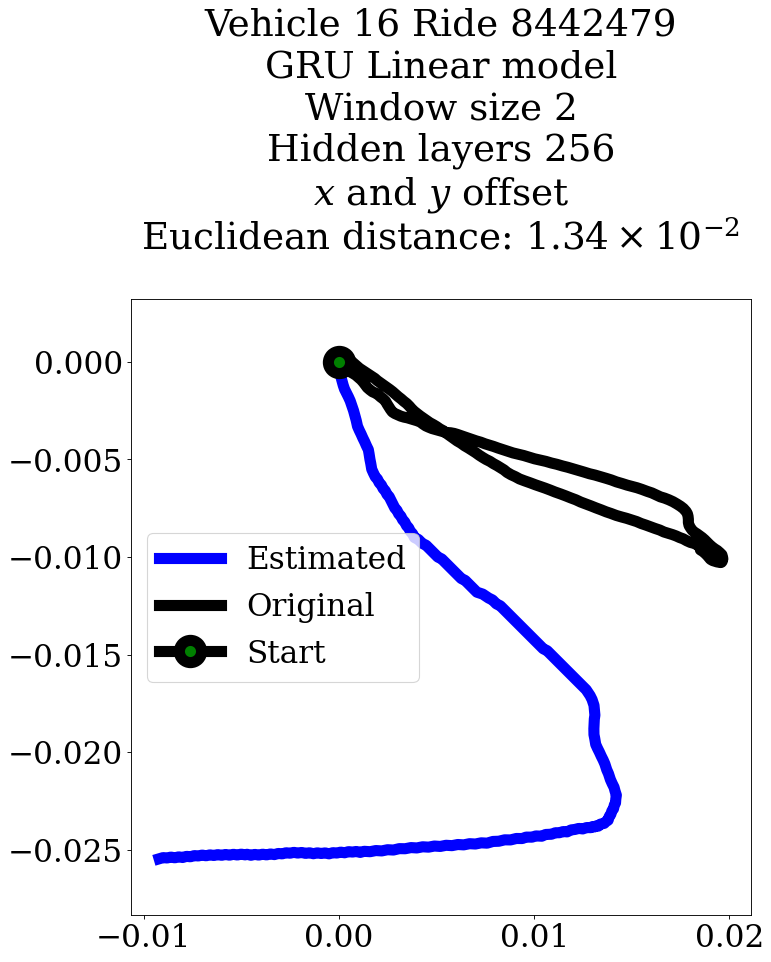 Vehicle 16 Ride 8442479
GRU Linear model
Window size 2
Hidden layers 256
x and y offset
Euclidean distance: 1.34 × 10⁻²
0.000
−0.005
−0.010
−0.015
−0.020
−0.025
Estimated
Original
Start
−0.01 0.00 0.01 0.02